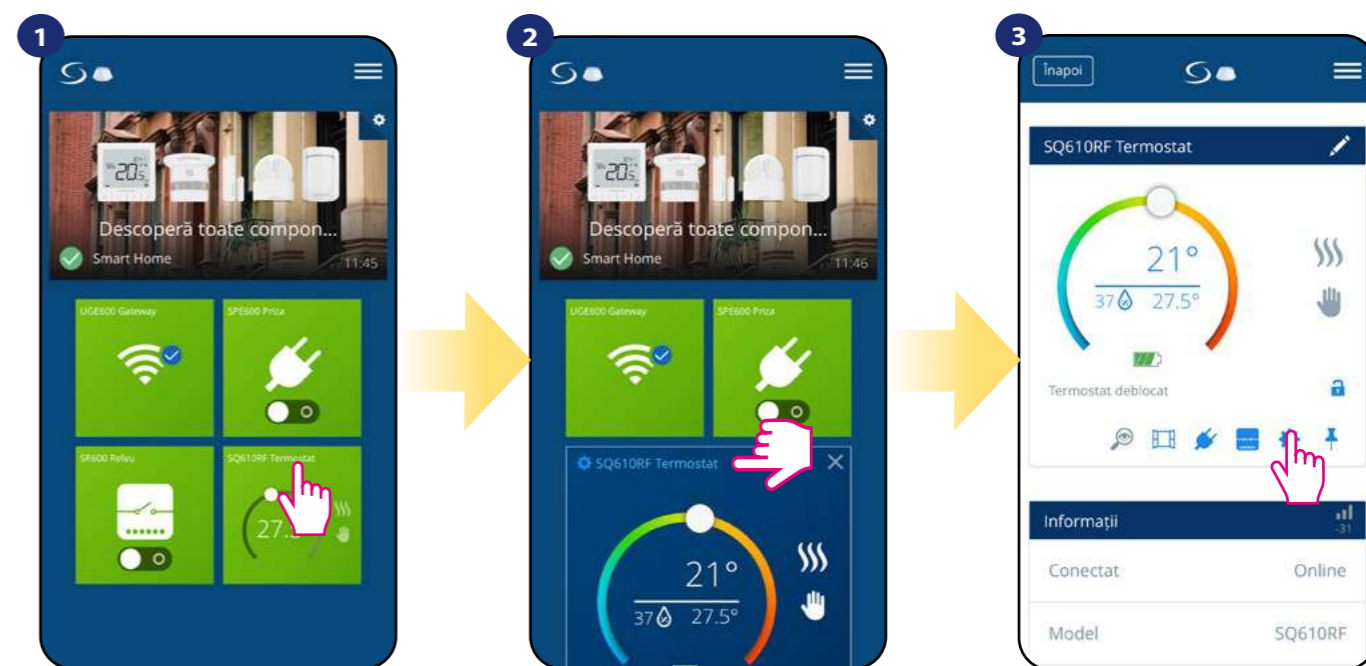 1
Descoperă toate compon...
Smart Home
11:45
UGE600 Gateway
SPE600 Priza
SR600 Releu
SQ610RF Termostat
2
Descoperă toate compon...
Smart Home
11:46
UGE600 Gateway
SPE600 Priza
SQ610RF Termostat
21°
37 27.5°
3
Înapoi
SQ610RF Termostat
21°
37 27.5°
Termostat deblocat
Informații
-31
Conectat Online
Model SQ610RF